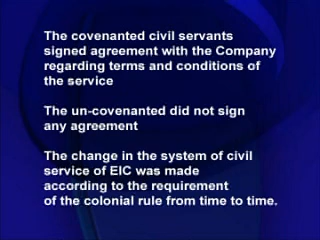 The covenanted civil servants
signed agreement with the Company
regarding terms and conditions of
the service
The un-covenanted did not sign
any agreement
The change in the system of civil
service of EIC was made
according to the requirement
of the colonial rule from time to time.